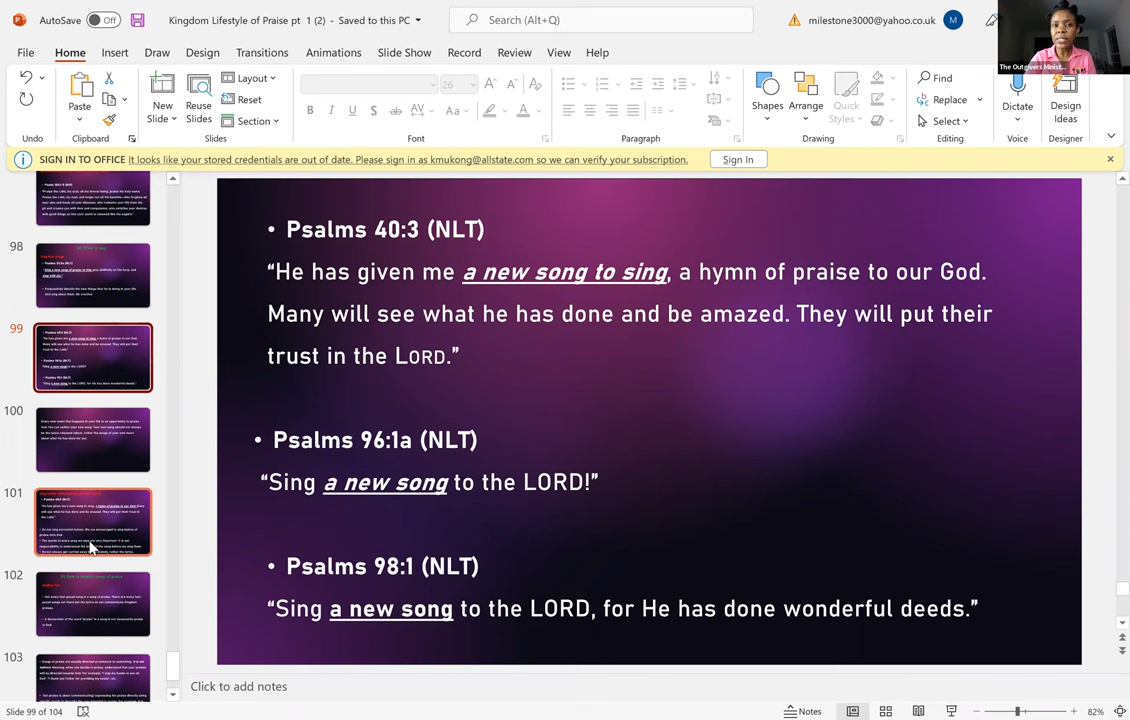 AutoSave Off
Kingdom Lifestyle of Praise pt 1 (2) - Saved to this PC
Search (Alt+Q)
milestone3000@yahoo.co.uk M
The Outgivers Minist...
File Home Insert Draw Design Transitions Animations Slide Show Record Review View Help
Paste
New Slide
Reuse Slides
Layout
Reset
Section
26
B I U S ab AV Aa A
Shapes
Arrange
Quick Styles
Find
Replace
Select
Dictate
Design Ideas
Undo Clipboard Slides Font Paragraph Drawing Editing Voice Designer
SIGN IN TO OFFICE It looks like your stored credentials are out of date. Please sign in as kmukong@allstate.com so we can verify your subscription. Sign In
98
99
100
101
102
103
• Psalms 40:3 (NLT)
“He has given me a new song to sing, a hymn of praise to our God.
Many will see what he has done and be amazed. They will put their
trust in the LORD.”
• Psalms 96:1a (NLT)
“Sing a new song to the LORD!”
• Psalms 98:1 (NLT)
“Sing a new song to the LORD, for He has done wonderful deeds.”
Click to add notes
Slide 99 of 104
Notes
82%